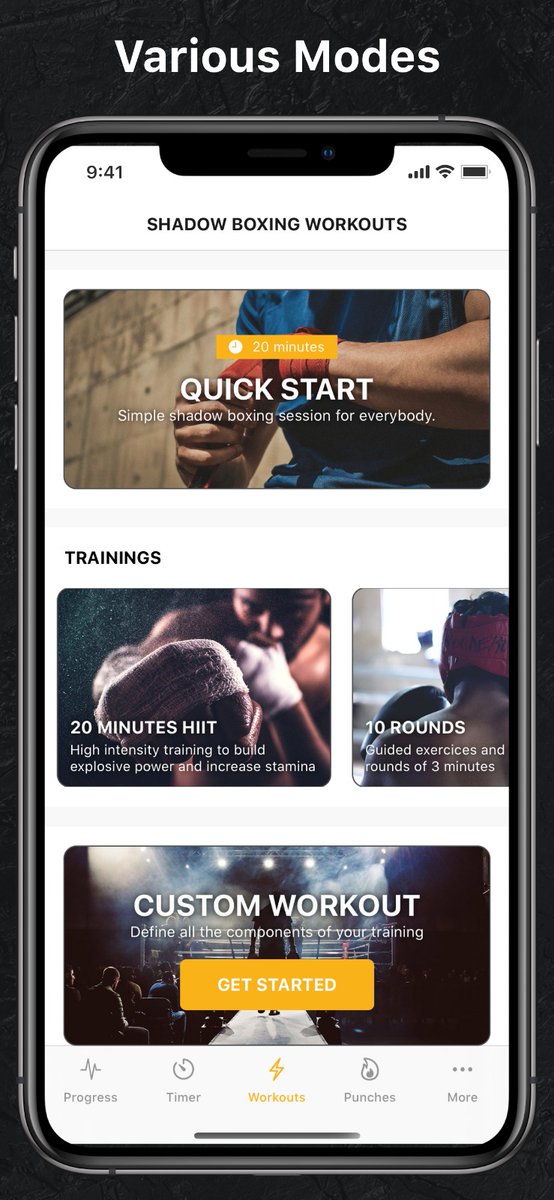 Various Modes
9:41
SHADOW BOXING WORKOUTS
20 minutes
QUICK START
Simple shadow boxing session for everybody.
TRAININGS
20 MINUTES HIIT
High intensity training to build
explosive power and increase stamina
10 ROUNDS
Guided exercices and
rounds of 3 minutes
CUSTOM WORKOUT
Define all the components of your training
GET STARTED
Progress
Timer
Workouts
Punches
More